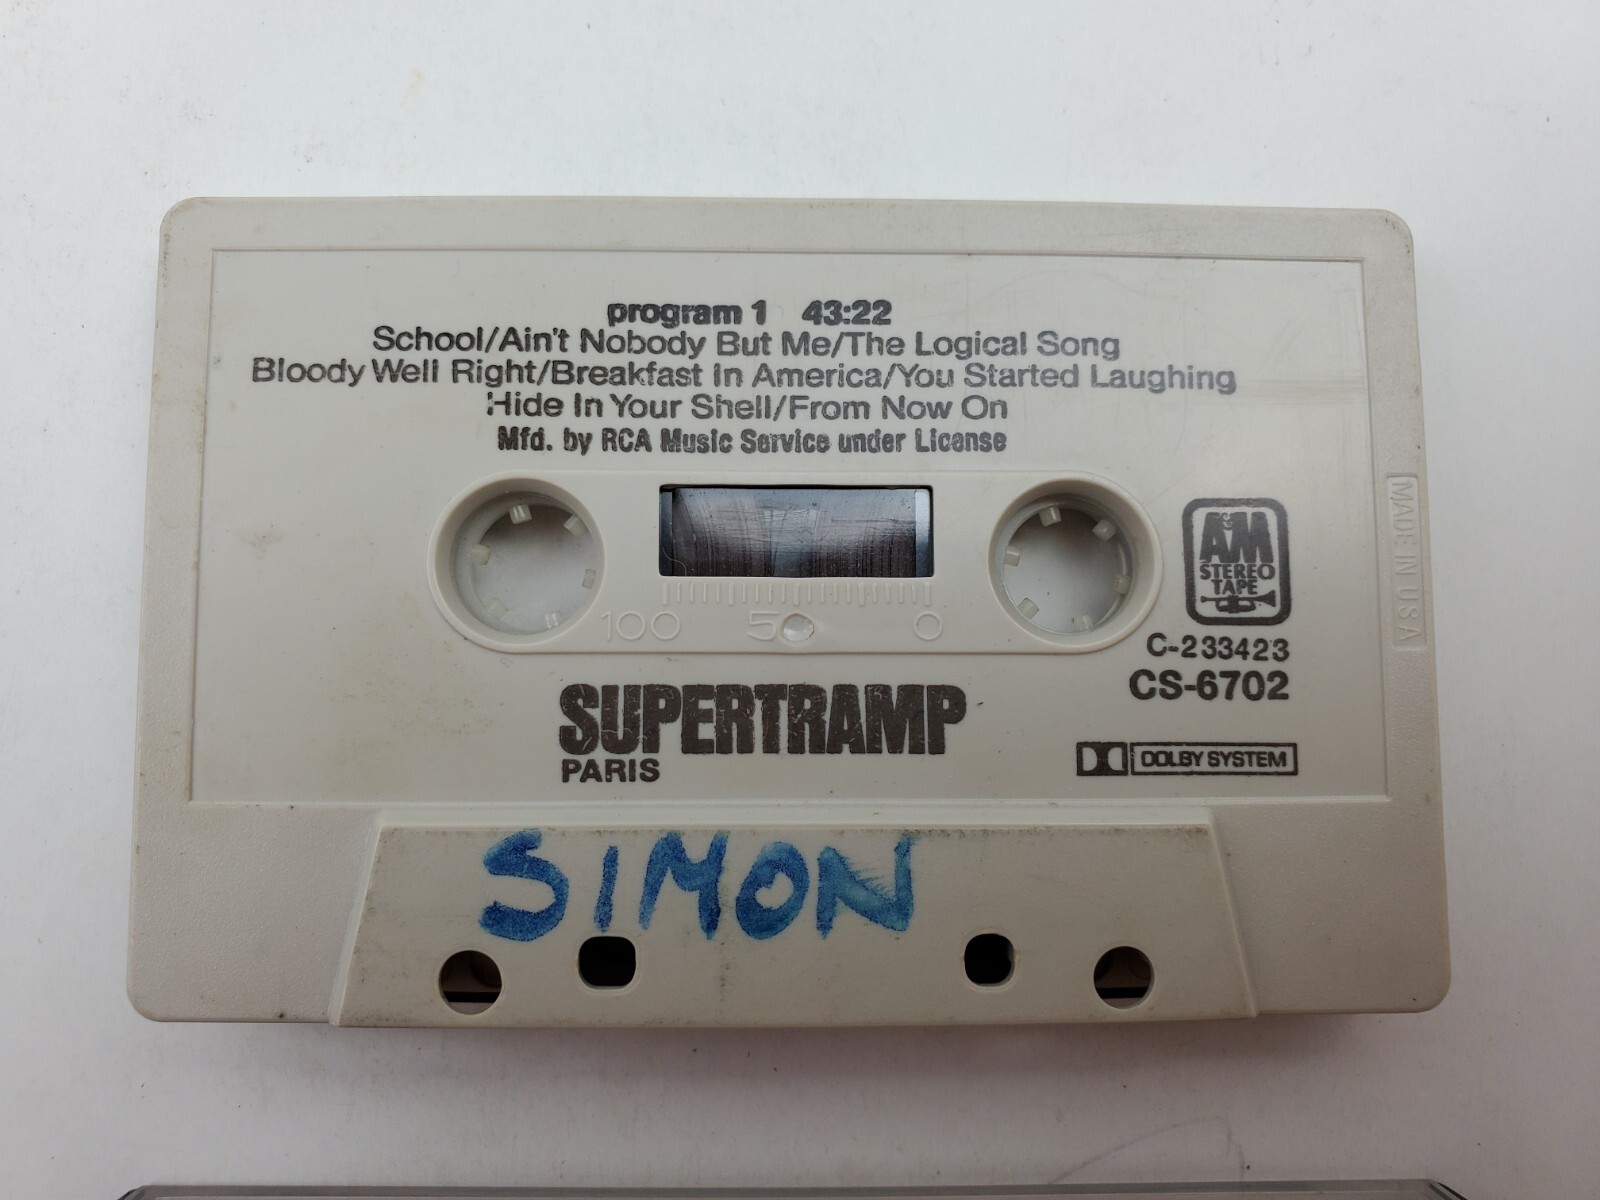 program 1 43:22
School/Ain't Nobody But Me/The Logical Song
Bloody Well Right/Breakfast In America/You Started Laughing
Hide In Your Shell/From Now On
Mfd. by RCA Music Service under License
A&M
STEREO
TAPE
MADE IN USA
100 50 0
C-233423
CS-6702
SUPERTRAMP
PARIS
DOLBY SYSTEM
SIMON